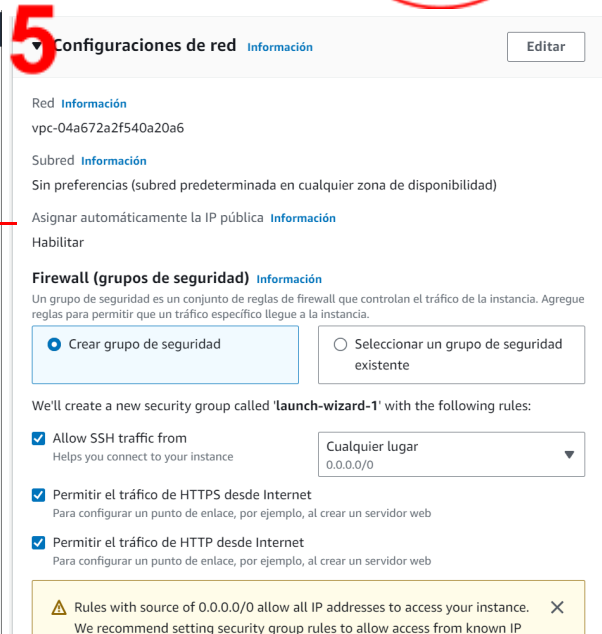 5
Configuraciones de red Información
Editar
Red Información
vpc-04a672a2f540a20a6
Subred Información
Sin preferencias (subred predeterminada en cualquier zona de disponibilidad)
Asignar automáticamente la IP pública Información
Habilitar
Firewall (grupos de seguridad) Información
Un grupo de seguridad es un conjunto de reglas de firewall que controlan el tráfico de la instancia. Agregue
reglas para permitir que un tráfico específico llegue a la instancia.
Crear grupo de seguridad
Seleccionar un grupo de seguridad
existente
We'll create a new security group called 'launch-wizard-1' with the following rules:
Allow SSH traffic from
Helps you connect to your instance
Cualquier lugar
0.0.0.0/0
Permitir el tráfico de HTTPS desde Internet
Para configurar un punto de enlace, por ejemplo, al crear un servidor web
Permitir el tráfico de HTTP desde Internet
Para configurar un punto de enlace, por ejemplo, al crear un servidor web
Rules with source of 0.0.0.0/0 allow all IP addresses to access your instance.
We recommend setting security group rules to allow access from known IP